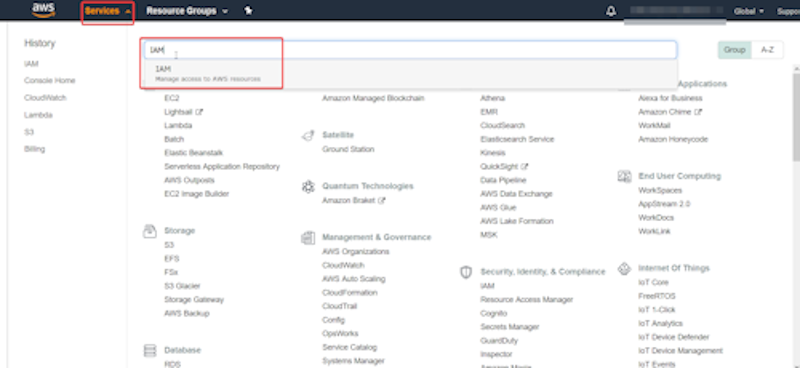 aws
Services
Resource Groups
Global
Suppo
History
IAM
Console Home
CloudWatch
Lambda
S3
Billing
IAM
IAM
Manage access to AWS resources
Group
A-Z
EC2
Lightsail
Lambda
Batch
Elastic Beanstalk
Serverless Application Repository
AWS Outposts
EC2 Image Builder
Storage
S3
EFS
FSx
S3 Glacier
Storage Gateway
AWS Backup
Database
RDS
Amazon Managed Blockchain
Satellite
Ground Station
Quantum Technologies
Amazon Braket
Management & Governance
AWS Organizations
CloudWatch
AWS Auto Scaling
CloudFormation
CloudTrail
Config
OpsWorks
Service Catalog
Systems Manager
Athena
EMR
CloudSearch
Elasticsearch Service
Kinesis
QuickSight
Data Pipeline
AWS Data Exchange
AWS Glue
AWS Lake Formation
MSK
Security, Identity, & Compliance
IAM
Resource Access Manager
Cognito
Secrets Manager
GuardDuty
Inspector
Amazon Macie
Applications
Alexa for Business
Amazon Chime
WorkMail
Amazon Honeycode
End User Computing
WorkSpaces
AppStream 2.0
WorkDocs
WorkLink
Internet Of Things
IoT Core
FreeRTOS
IoT 1-Click
IoT Analytics
IoT Device Defender
IoT Device Management
IoT Events